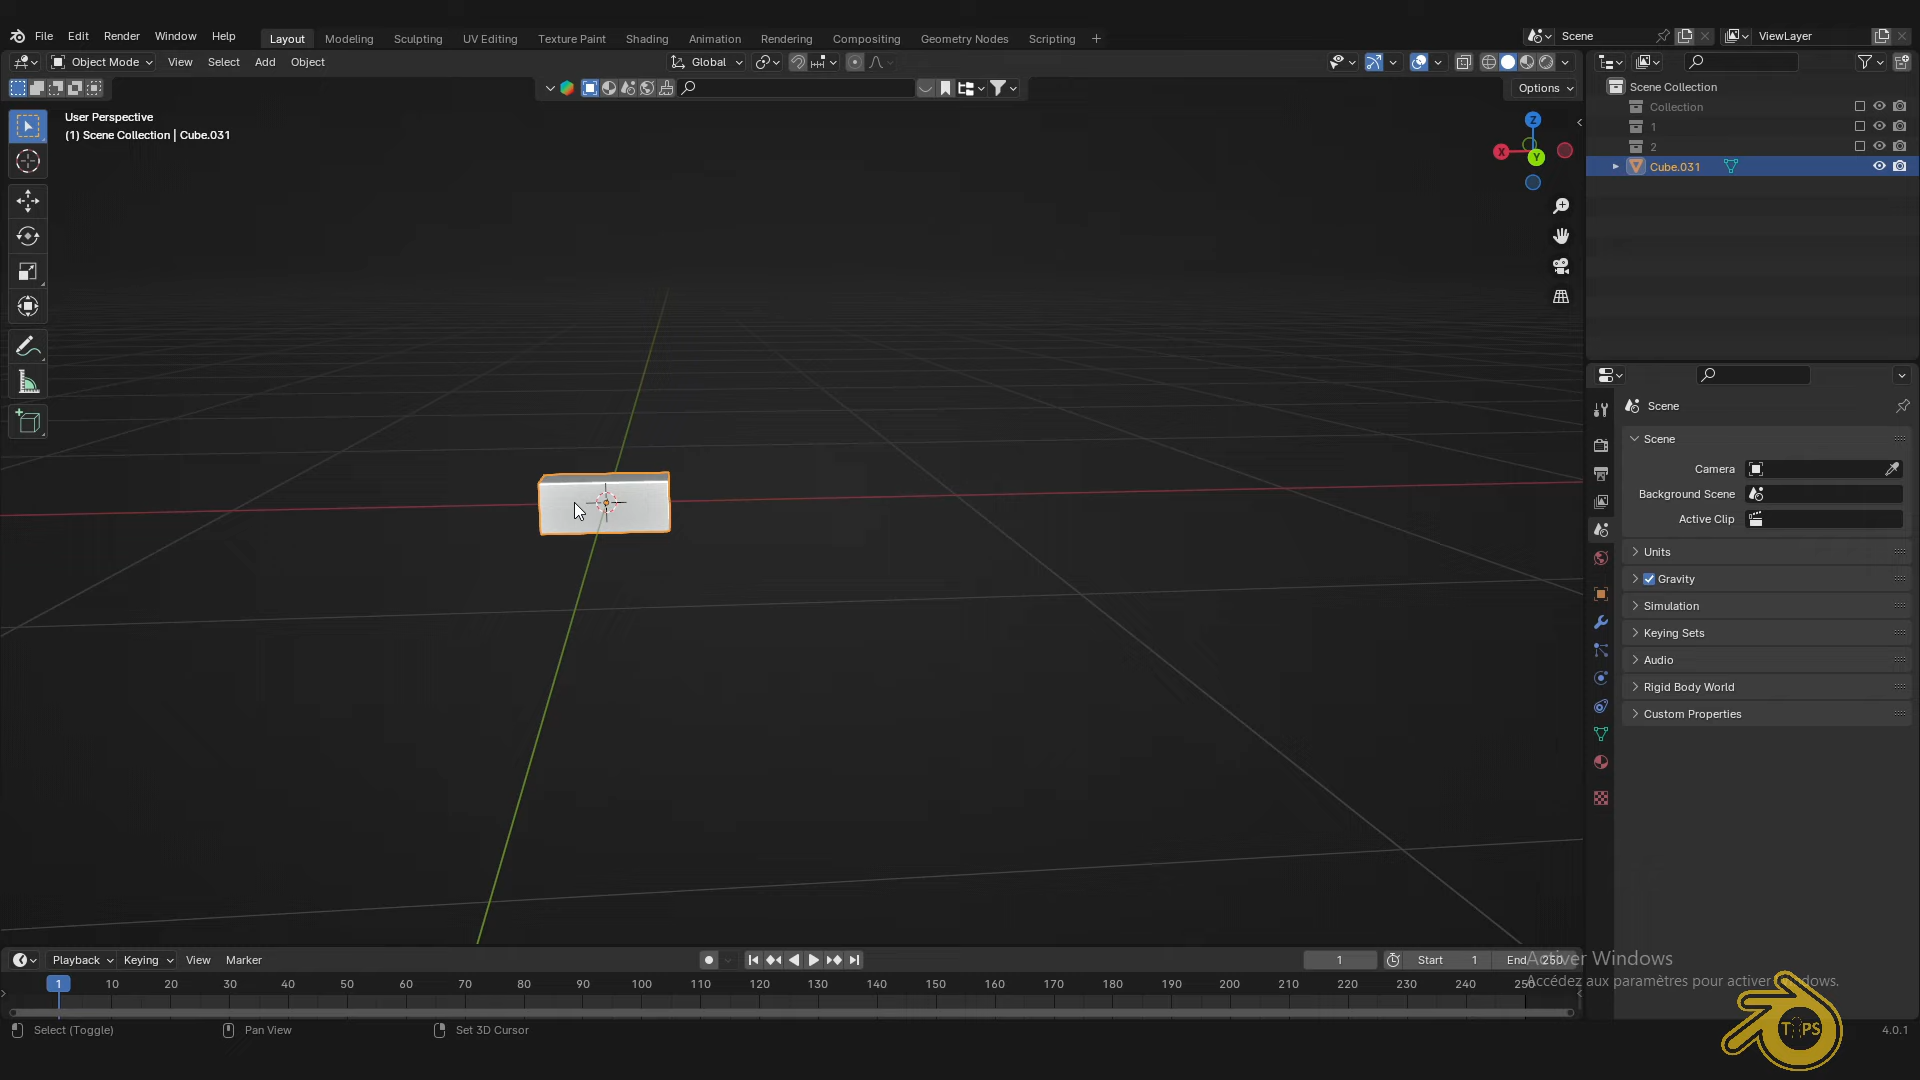 File Edit Render Window Help Layout Modeling Sculpting UV Editing Texture Paint Shading Animation Rendering Compositing Geometry Nodes Scripting Scene ViewLayer
Object Mode View Select Add Object Global
Options
User Perspective
(1) Scene Collection | Cube.031
Z
X
Y
Scene Collection
Collection
1
2
Cube.031
Scene
Scene
Camera
Background Scene
Active Clip
Units
Gravity
Simulation
Keying Sets
Audio
Rigid Body World
Custom Properties
Playback Keying View Marker 1 Start 1 End 250
1 10 20 30 40 50 60 70 80 90 100 110 120 130 140 150 160 170 180 190 200 210 220 230 240 250
Select (Toggle) Pan View Set 3D Cursor 4.0.1
Activer Windows
Accédez aux paramètres pour activer Windows.
TIPS